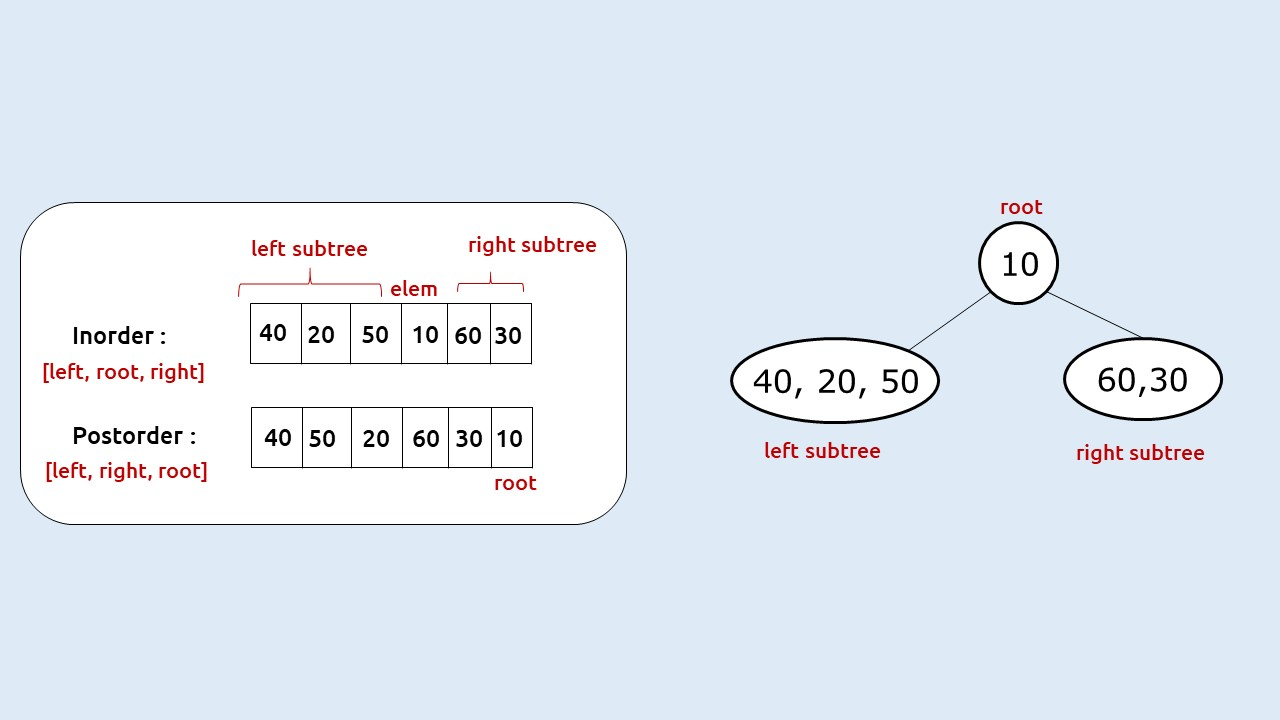 left subtree
right subtree
elem
Inorder :
40 20 50 10 60 30
[left, root, right]
Postorder :
40 50 20 60 30 10
[left, right, root]
root
root
10
40, 20, 50
60,30
left subtree
right subtree